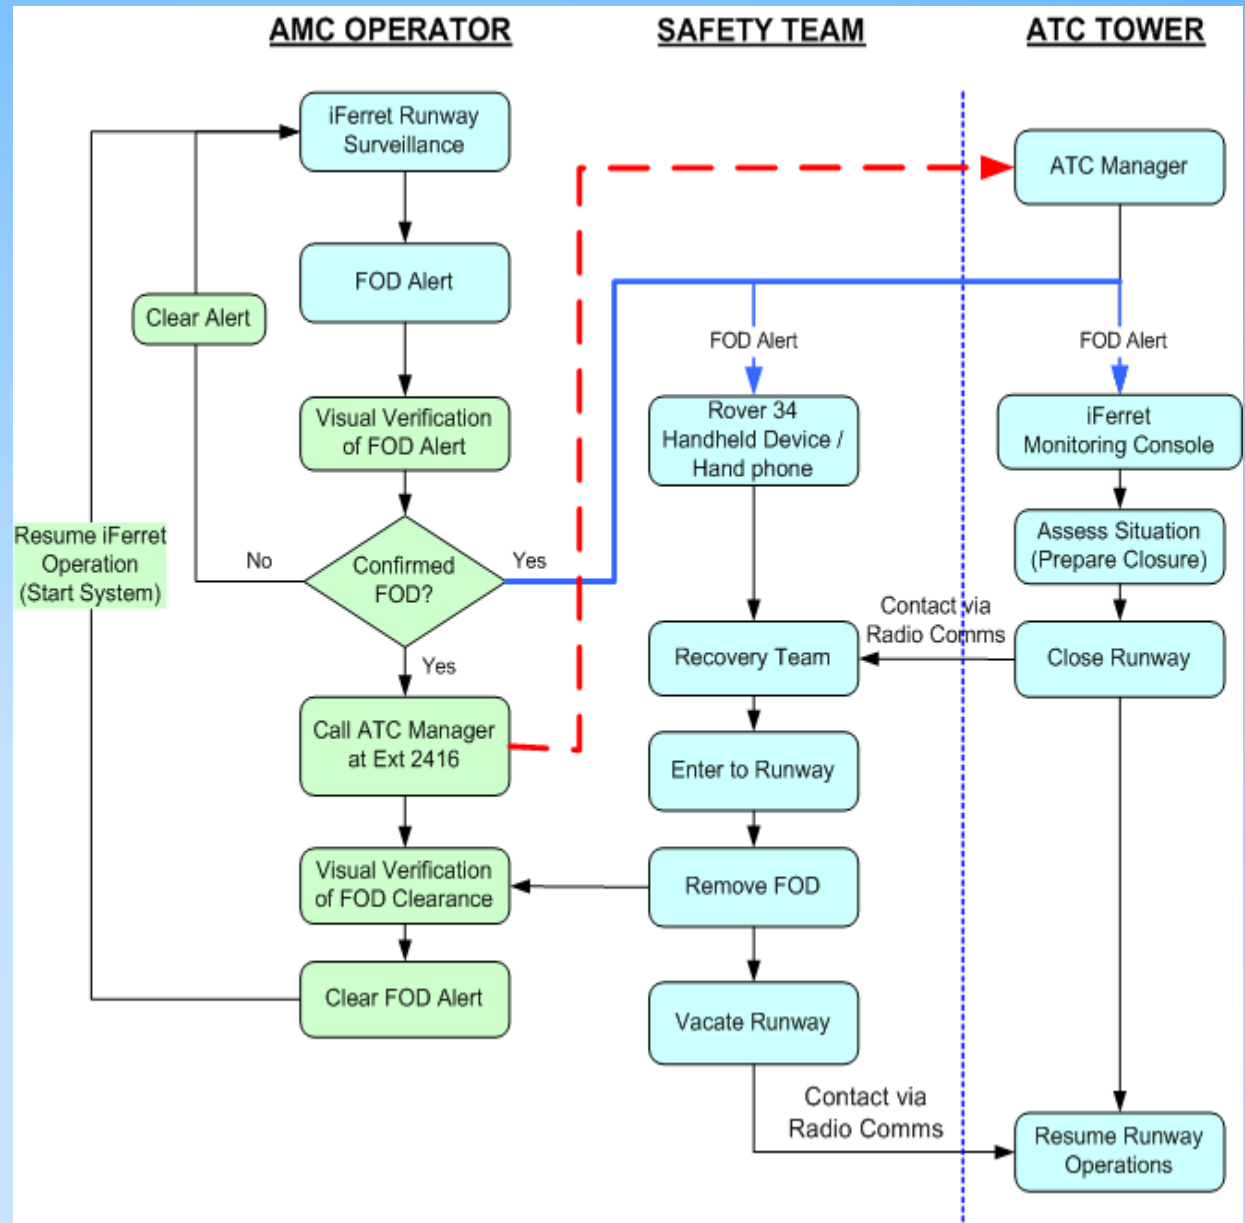 AMC OPERATOR
SAFETY TEAM
ATC TOWER
iFerret Runway
Surveillance
ATC Manager
FOD Alert
Clear Alert
FOD Alert
FOD Alert
Visual Verification
of FOD Alert
Rover 34
Handheld Device /
Hand phone
iFerret
Monitoring Console
Resume iFerret
Operation
(Start System)
No
Confirmed
FOD?
Yes
Assess Situation
(Prepare Closure)
Contact via
Radio Comms
Yes
Recovery Team
Close Runway
Call ATC Manager
at Ext 2416
Enter to Runway
Visual Verification
of FOD Clearance
Remove FOD
Clear FOD Alert
Vacate Runway
Contact via
Radio Comms
Resume Runway
Operations